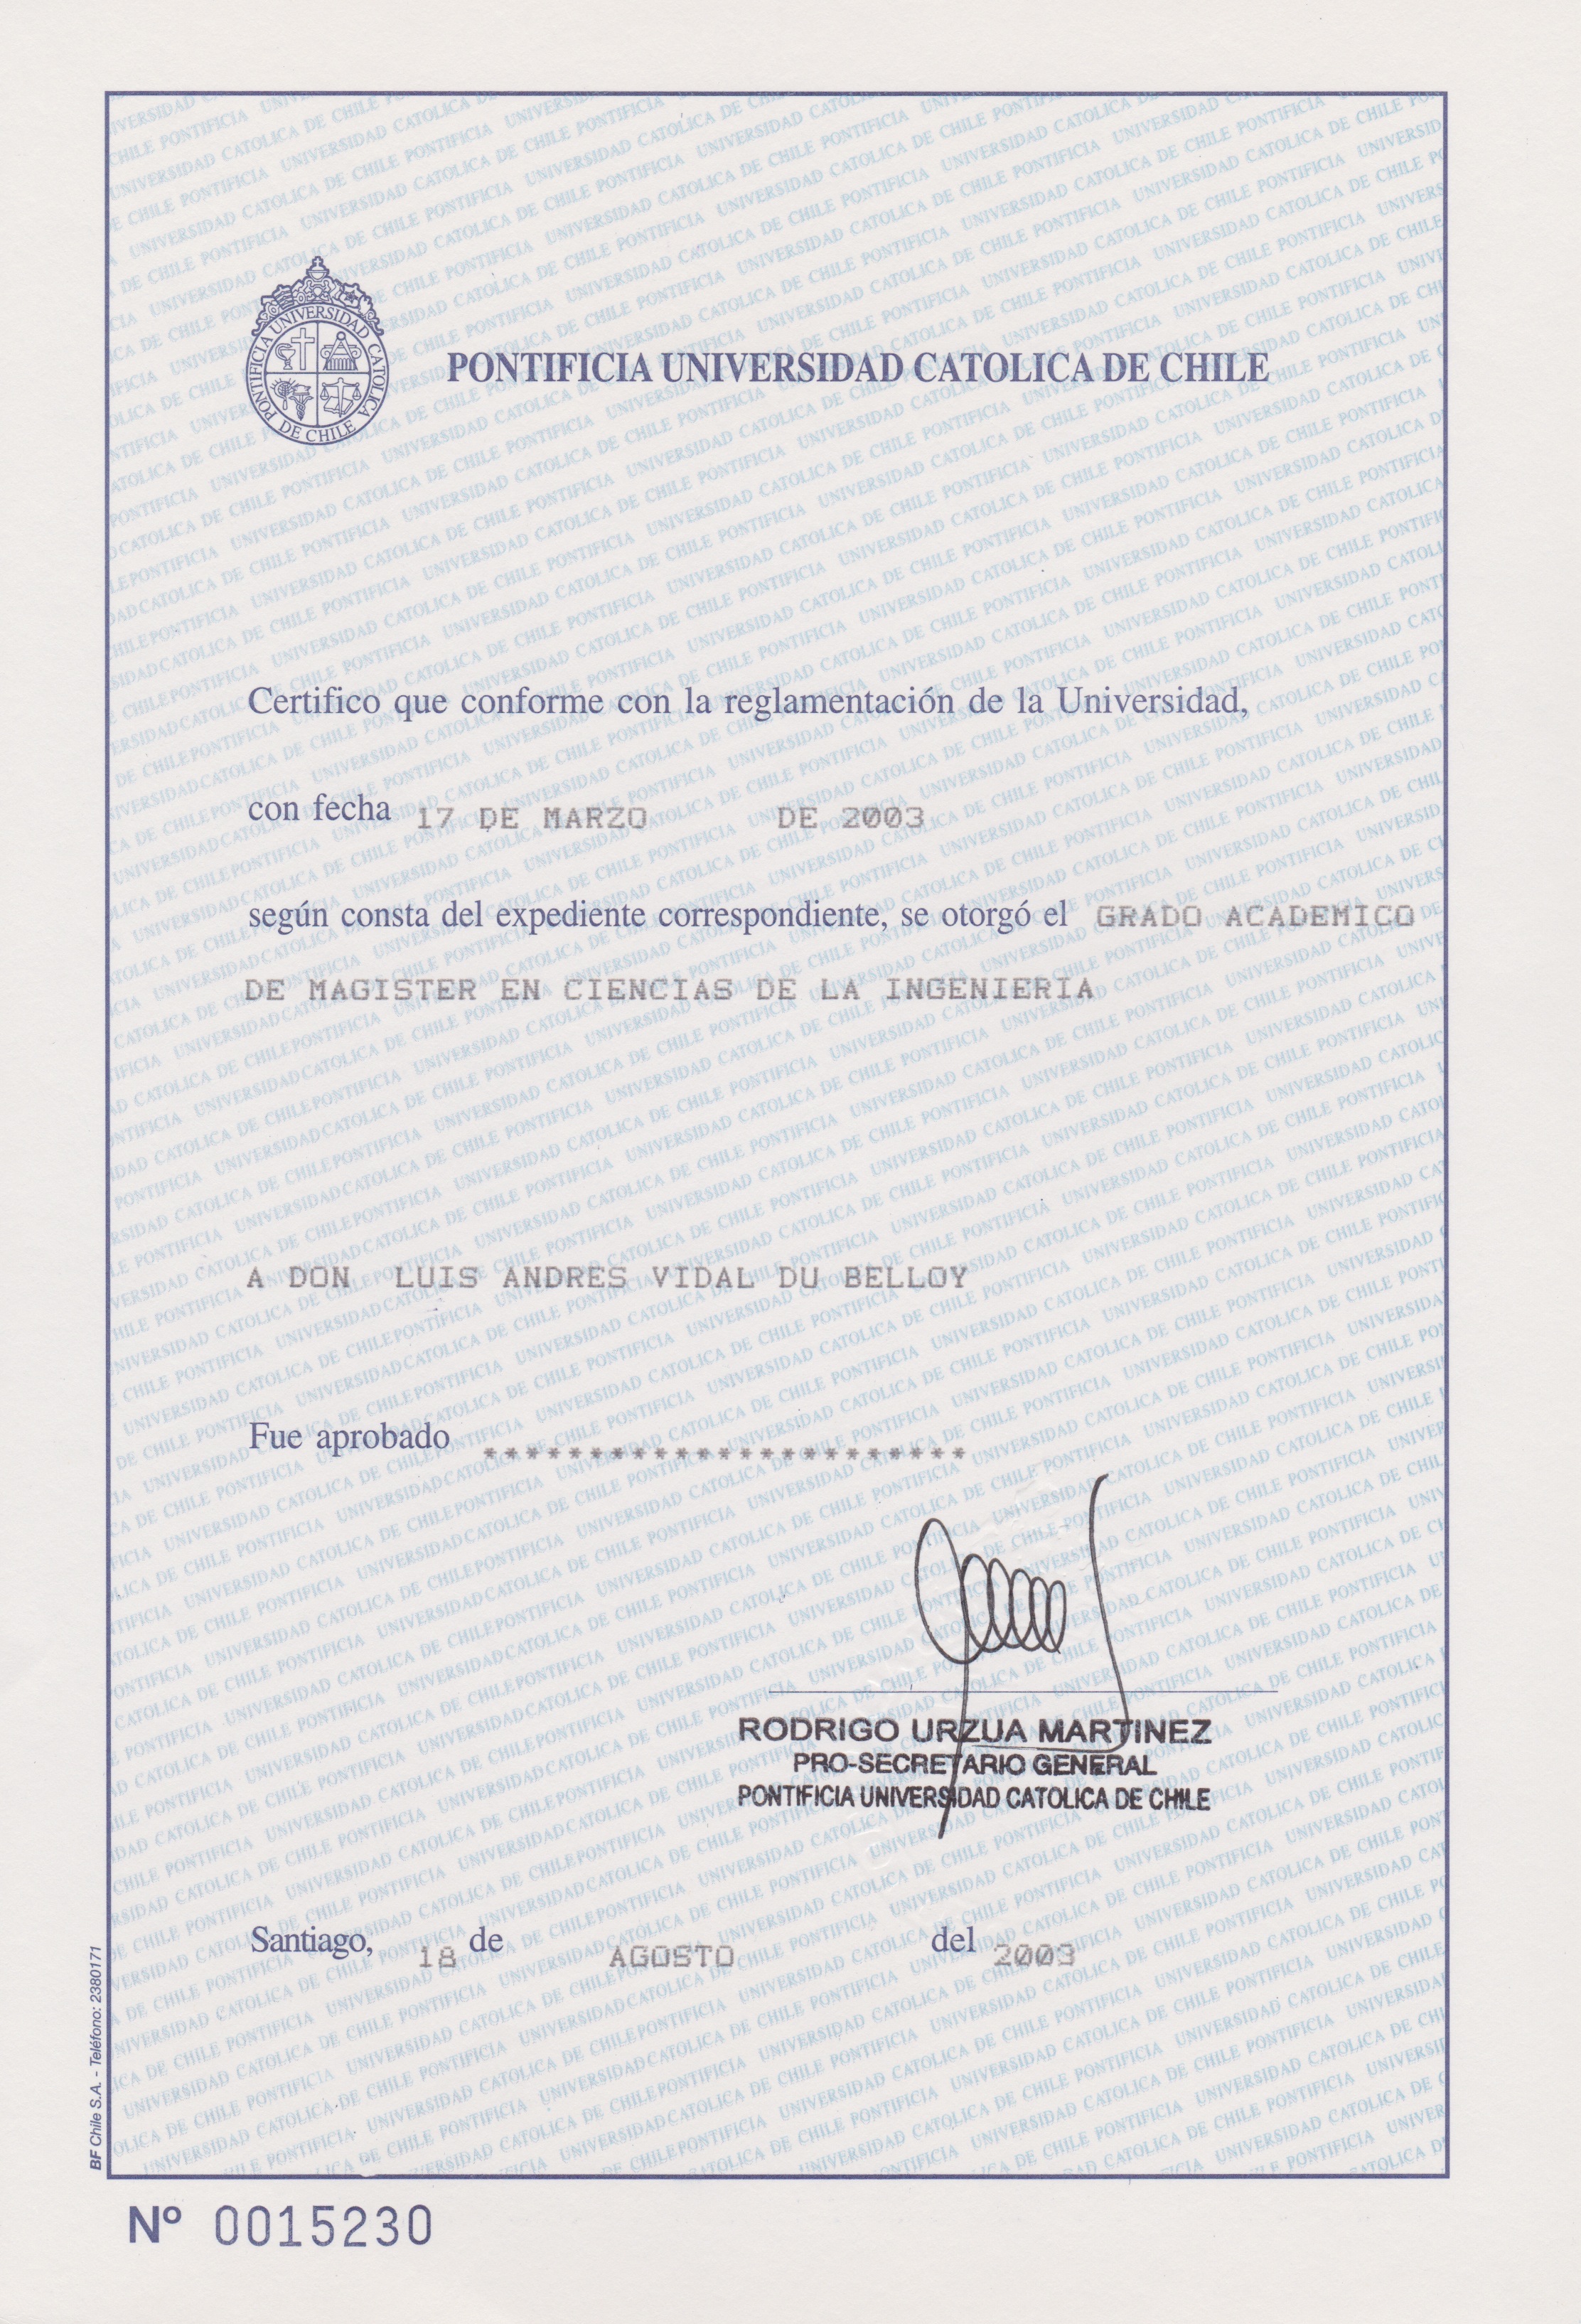 PONTIFICIA UNIVERSIDAD CATOLICA DE CHILE
PONTIFICIA UNIVERSIDAD CATOLICA DE CHILE
Certifico que conforme con la reglamentación de la Universidad,
con fecha 17 DE MARZO DE 2003
según consta del expediente correspondiente, se otorgó el GRADO ACADEMICO
DE MAGISTER EN CIENCIAS DE LA INGENIERIA
A DON LUIS ANDRES VIDAL DU BELLOY
Fue aprobado ***********************
RODRIGO URZUA MARTINEZ
PRO-SECRETARIO GENERAL
PONTIFICIA UNIVERSIDAD CATOLICA DE CHILE
Santiago, 18 de AGOSTO del 2003
BF Chile S.A. - Teléfono: 2380171
Nº 0015230